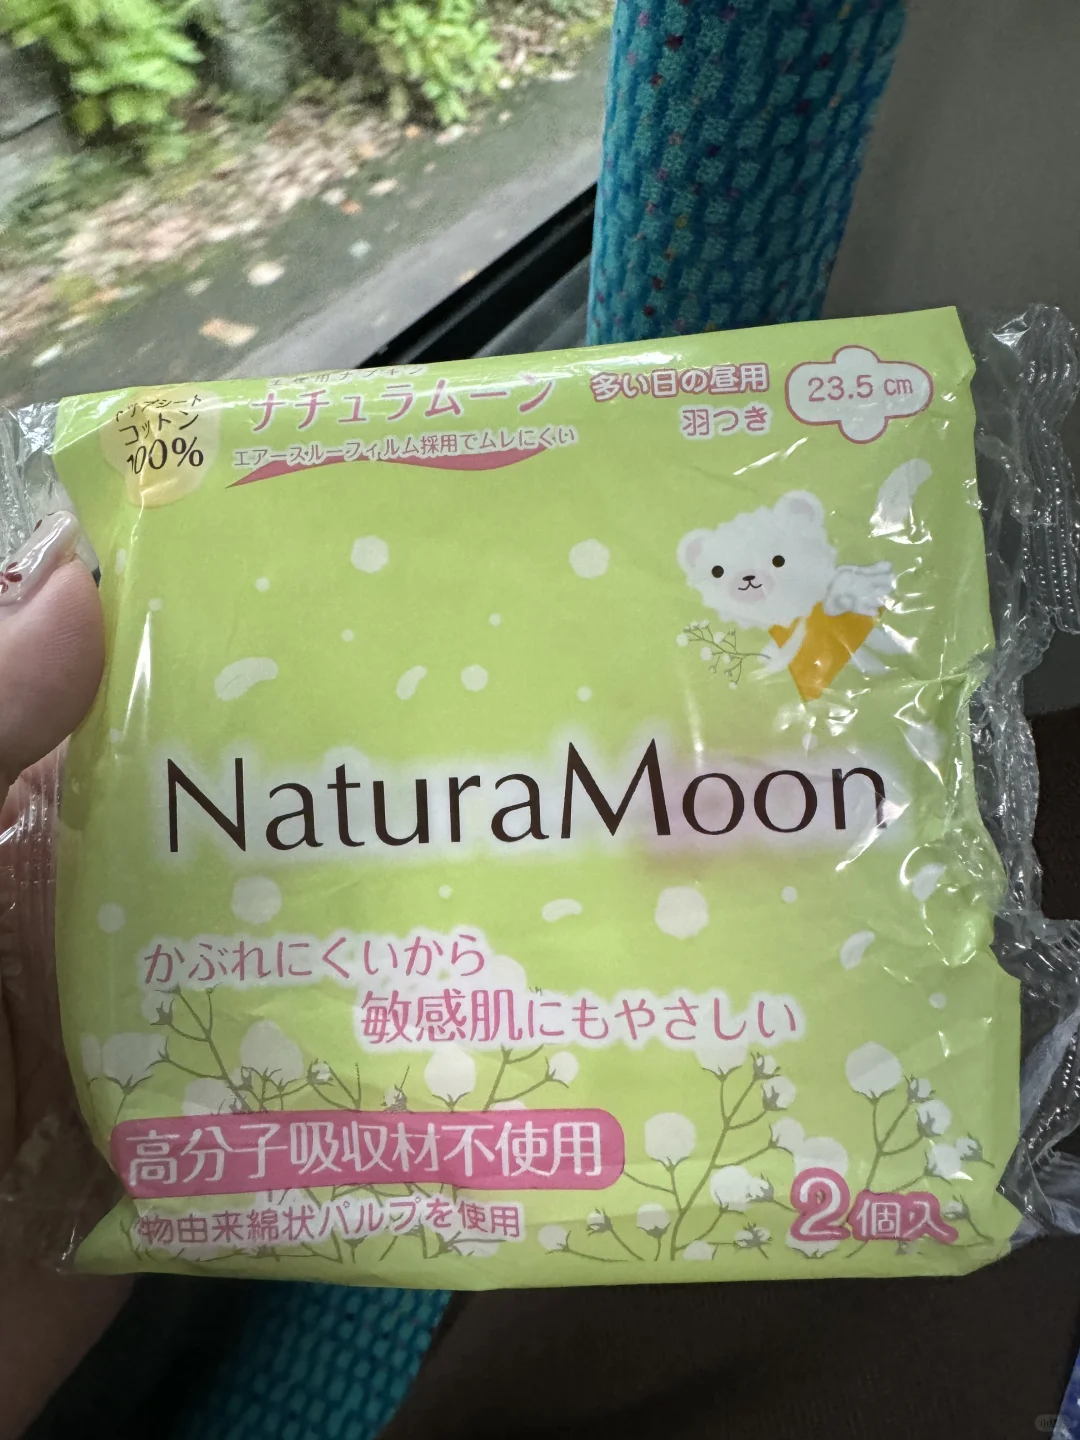 コットン
100%
ナチュラムーン
エアースルーフィルム採用でムレにくい
多い日の昼用
羽つき
23.5 cm
NaturaMoon
かぶれにくいから
敏感肌にもやさしい
高分子吸収材不使用
物由来綿状パルプを使用
2個入